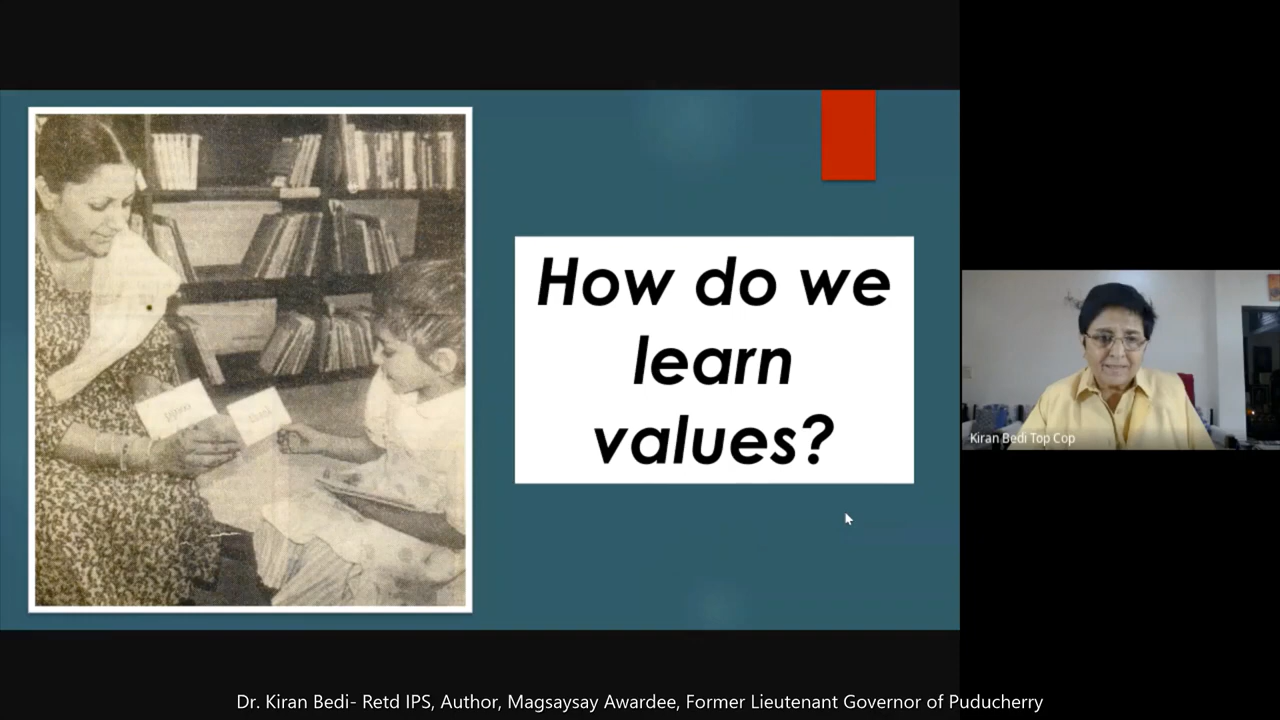 How do we
learn
values?
Kiran Bedi Top Cop
Dr. Kiran Bedi- Retd IPS, Author, Magsaysay Awardee, Former Lieutenant Governor of Puducherry